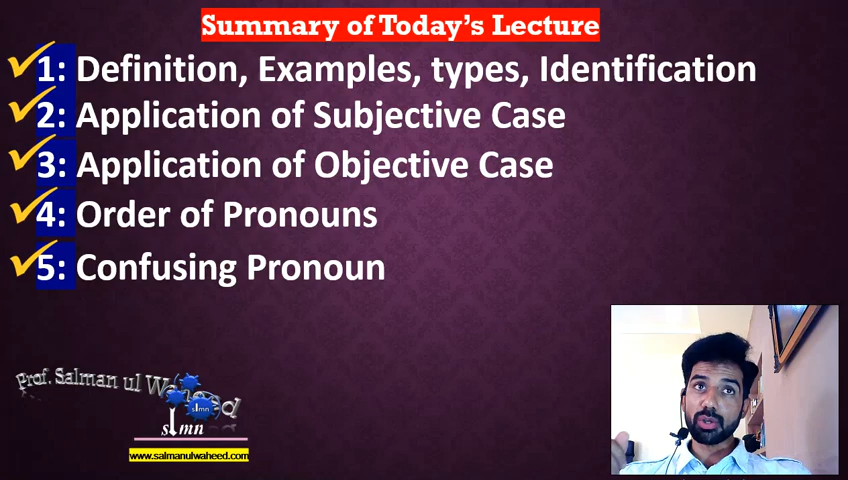 Summary of Today's Lecture
1: Definition, Examples, types, Identification
2: Application of Subjective Case
3: Application of Objective Case
4: Order of Pronouns
5: Confusing Pronoun
Prof. Salman ul Waheed
slmn
slmn
www.salmanulwaheed.com